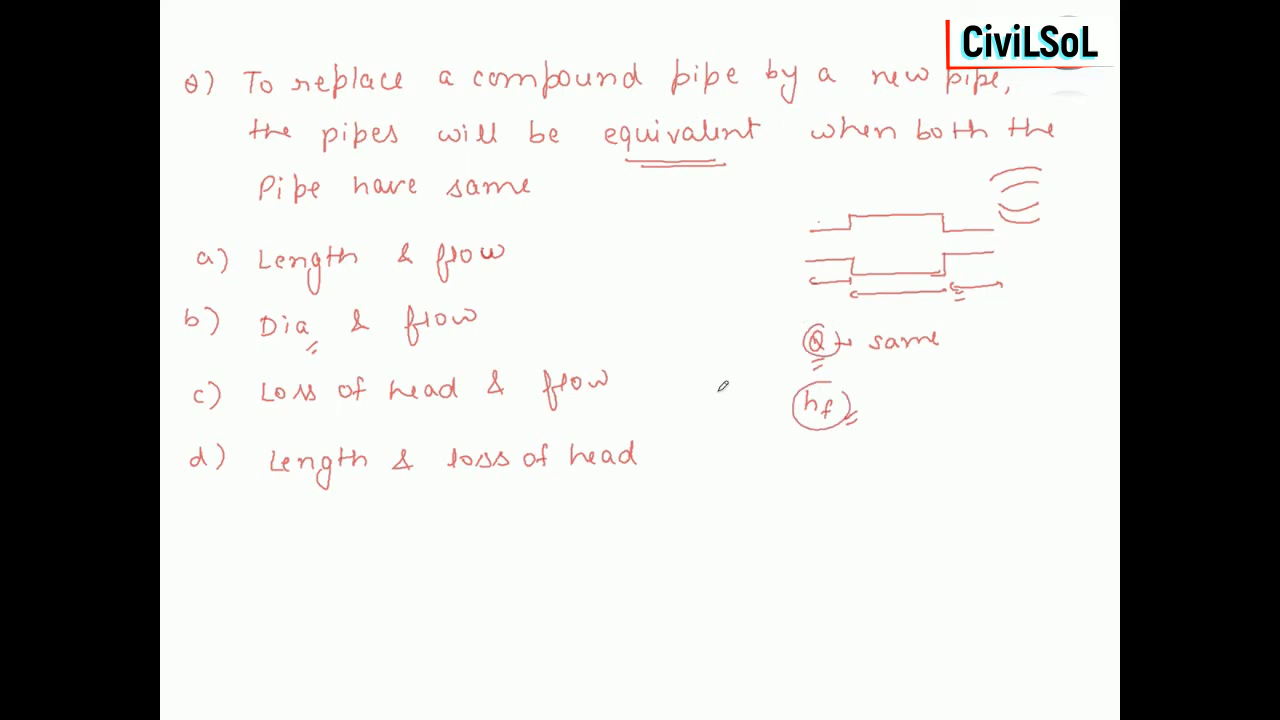 CiviLSoL
Q) To replace a compound pipe by a new pipe,
the pipes will be equivalent when both the
Pipe have same
a) Length & flow
b) Dia & flow
c) Loss of head & flow
d) Length & loss of head
Q → same
hf